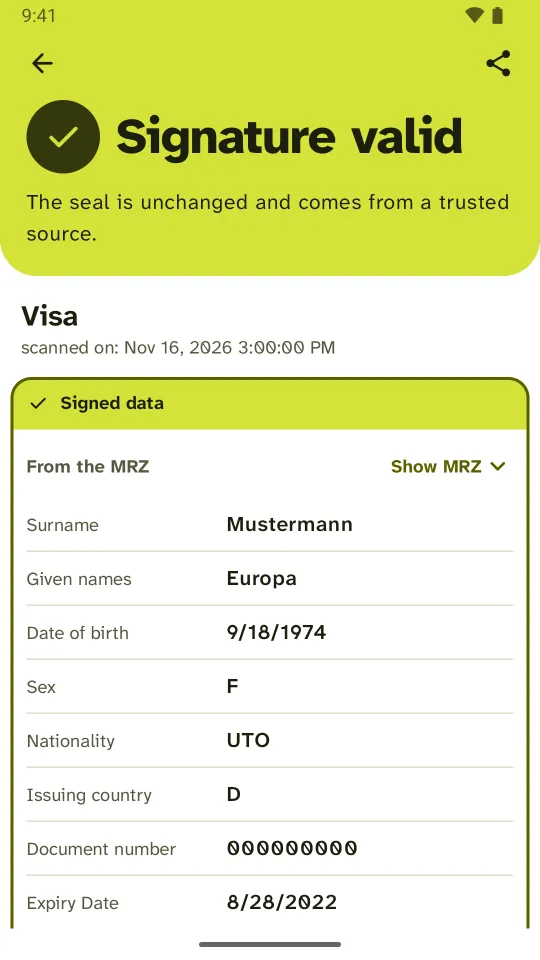 9:41
Signature valid
The seal is unchanged and comes from a trusted
source.
Visa
scanned on: Nov 16, 2026 3:00:00 PM
Signed data
From the MRZ Show MRZ
Surname Mustermann
Given names Europa
Date of birth 9/18/1974
Sex F
Nationality UTO
Issuing country D
Document number 000000000
Expiry Date 8/28/2022